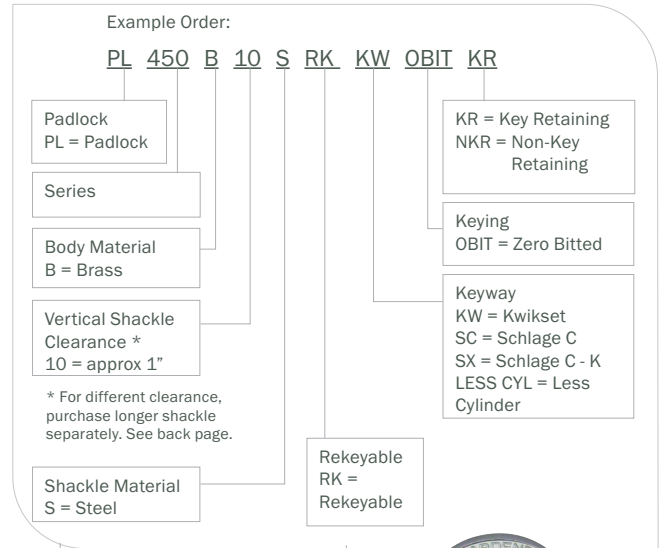 Example Order:
PL 450 B 10 S RK KW OBIT KR
Padlock
PL = Padlock
Series
Body Material
B = Brass
Vertical Shackle
Clearance *
10 = approx 1”
* For different clearance,
purchase longer shackle
separately. See back page.
Shackle Material
S = Steel
Rekeyable
RK =
Rekeyable
KR = Key Retaining
NKR = Non-Key
Retaining
Keying
OBIT = Zero Bitted
Keyway
KW = Kwikset
SC = Schlage C
SX = Schlage C - K
LESS CYL = Less
Cylinder